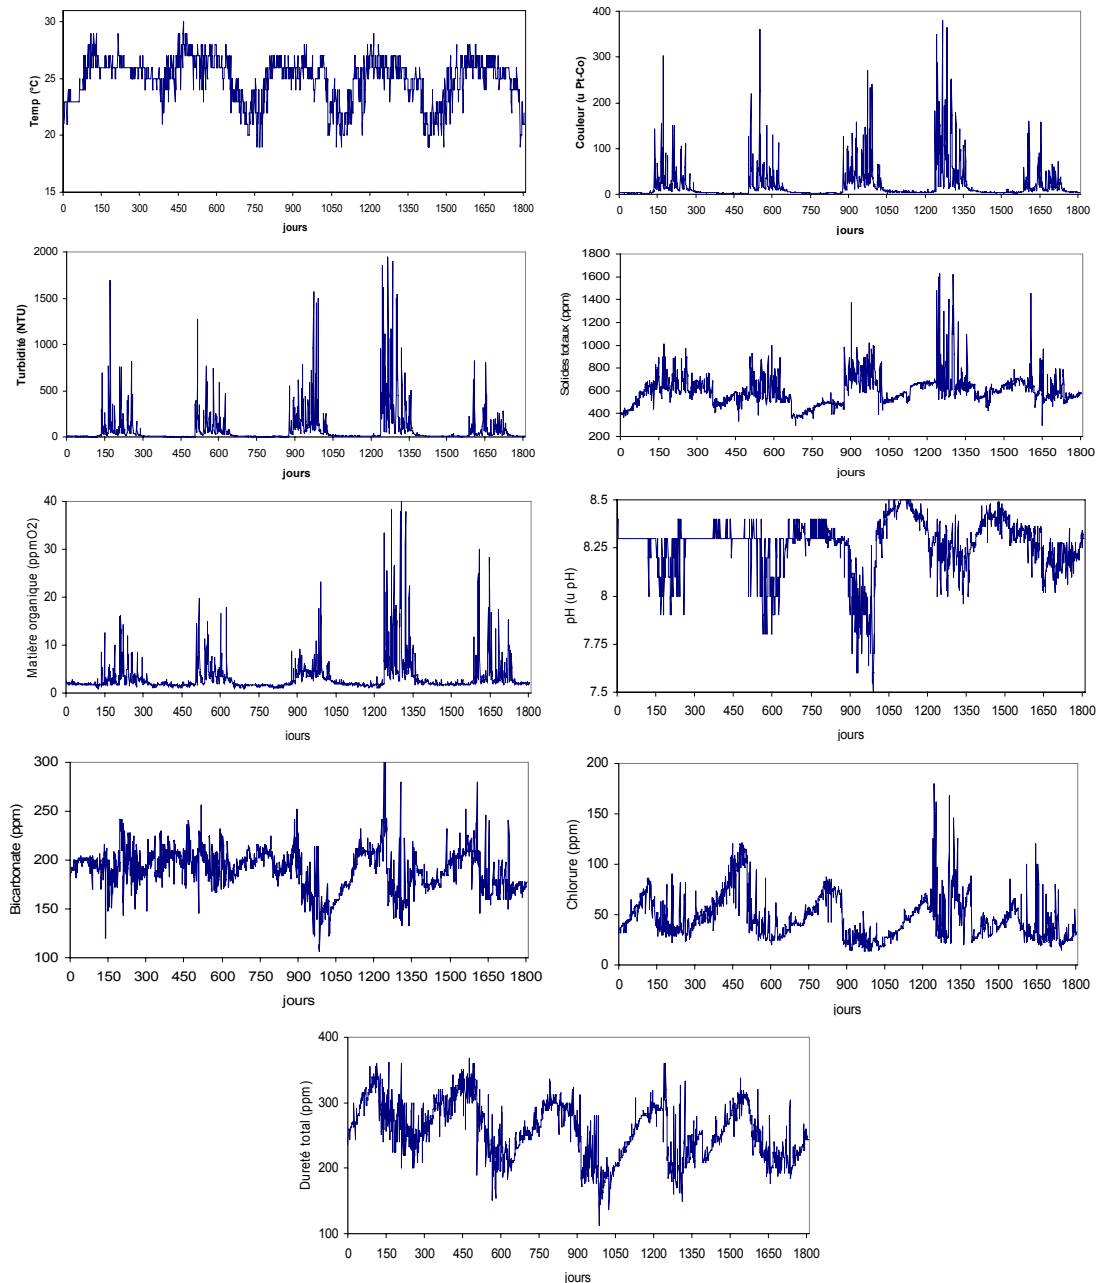 Temp (°C)
30
25
20
15
0 150 300 450 600 750 900 1050 1200 1350 1500 1650 1800
jours
Couleur (u Pt-Co)
400
300
200
100
0
0 150 300 450 600 750 900 1050 1200 1350 1500 1650 1800
jours
Turbidité (NTU)
2000
1500
1000
500
0
0 150 300 450 600 750 900 1050 1200 1350 1500 1650 1800
jours
Solides totaux (ppm)
1800
1600
1400
1200
1000
800
600
400
200
0 150 300 450 600 750 900 1050 1200 1350 1500 1650 1800
jours
Matière organique (ppmO2)
40
30
20
10
0
0 150 300 450 600 750 900 1050 1200 1350 1500 1650 1800
jours
pH (u pH)
8.5
8.25
8
7.75
7.5
0 150 300 450 600 750 900 1050 1200 1350 1500 1650 1800
jours
Bicarbonate (ppm)
300
250
200
150
100
0 150 300 450 600 750 900 1050 1200 1350 1500 1650 1800
jours
Chlorure (ppm)
200
150
100
50
0
0 150 300 450 600 750 900 1050 1200 1350 1500 1650 1800
jours
Dureté total (ppm)
400
300
200
100
0 150 300 450 600 750 900 1050 1200 1350 1500 1650 1800
jours